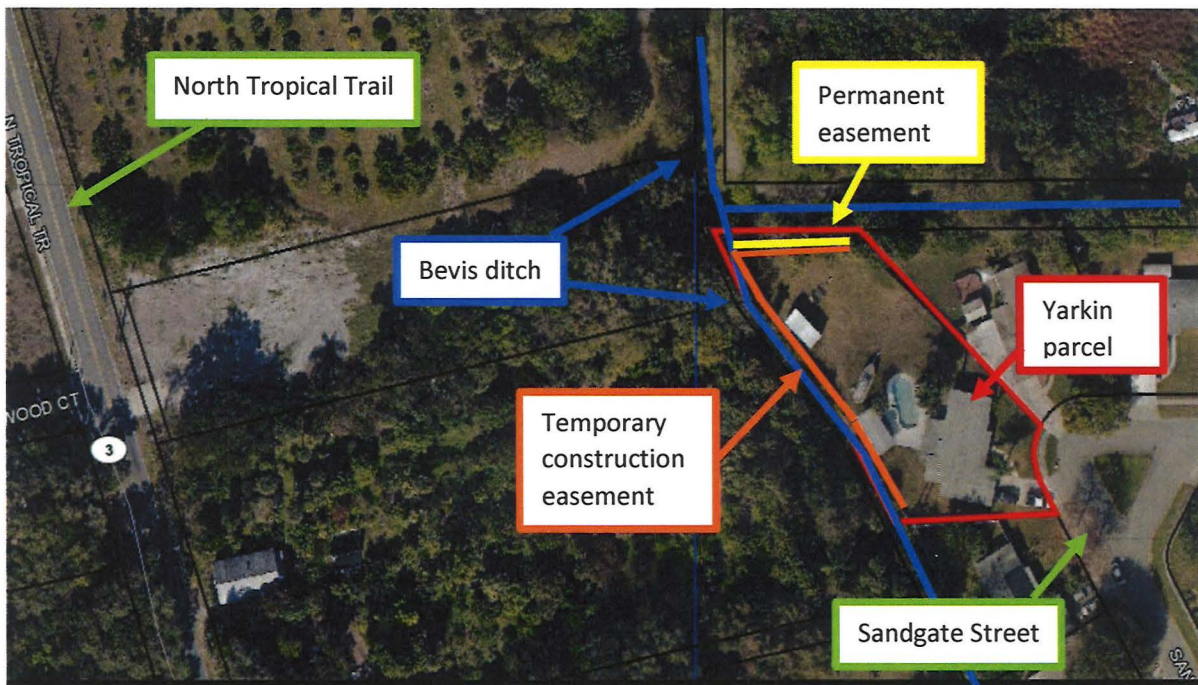 North Tropical Trail
Permanent
easement
N TROPICAL TR
Bevis ditch
Yarkin
parcel
WOOD CT
3
Temporary
construction
easement
Sandgate Street
SAN